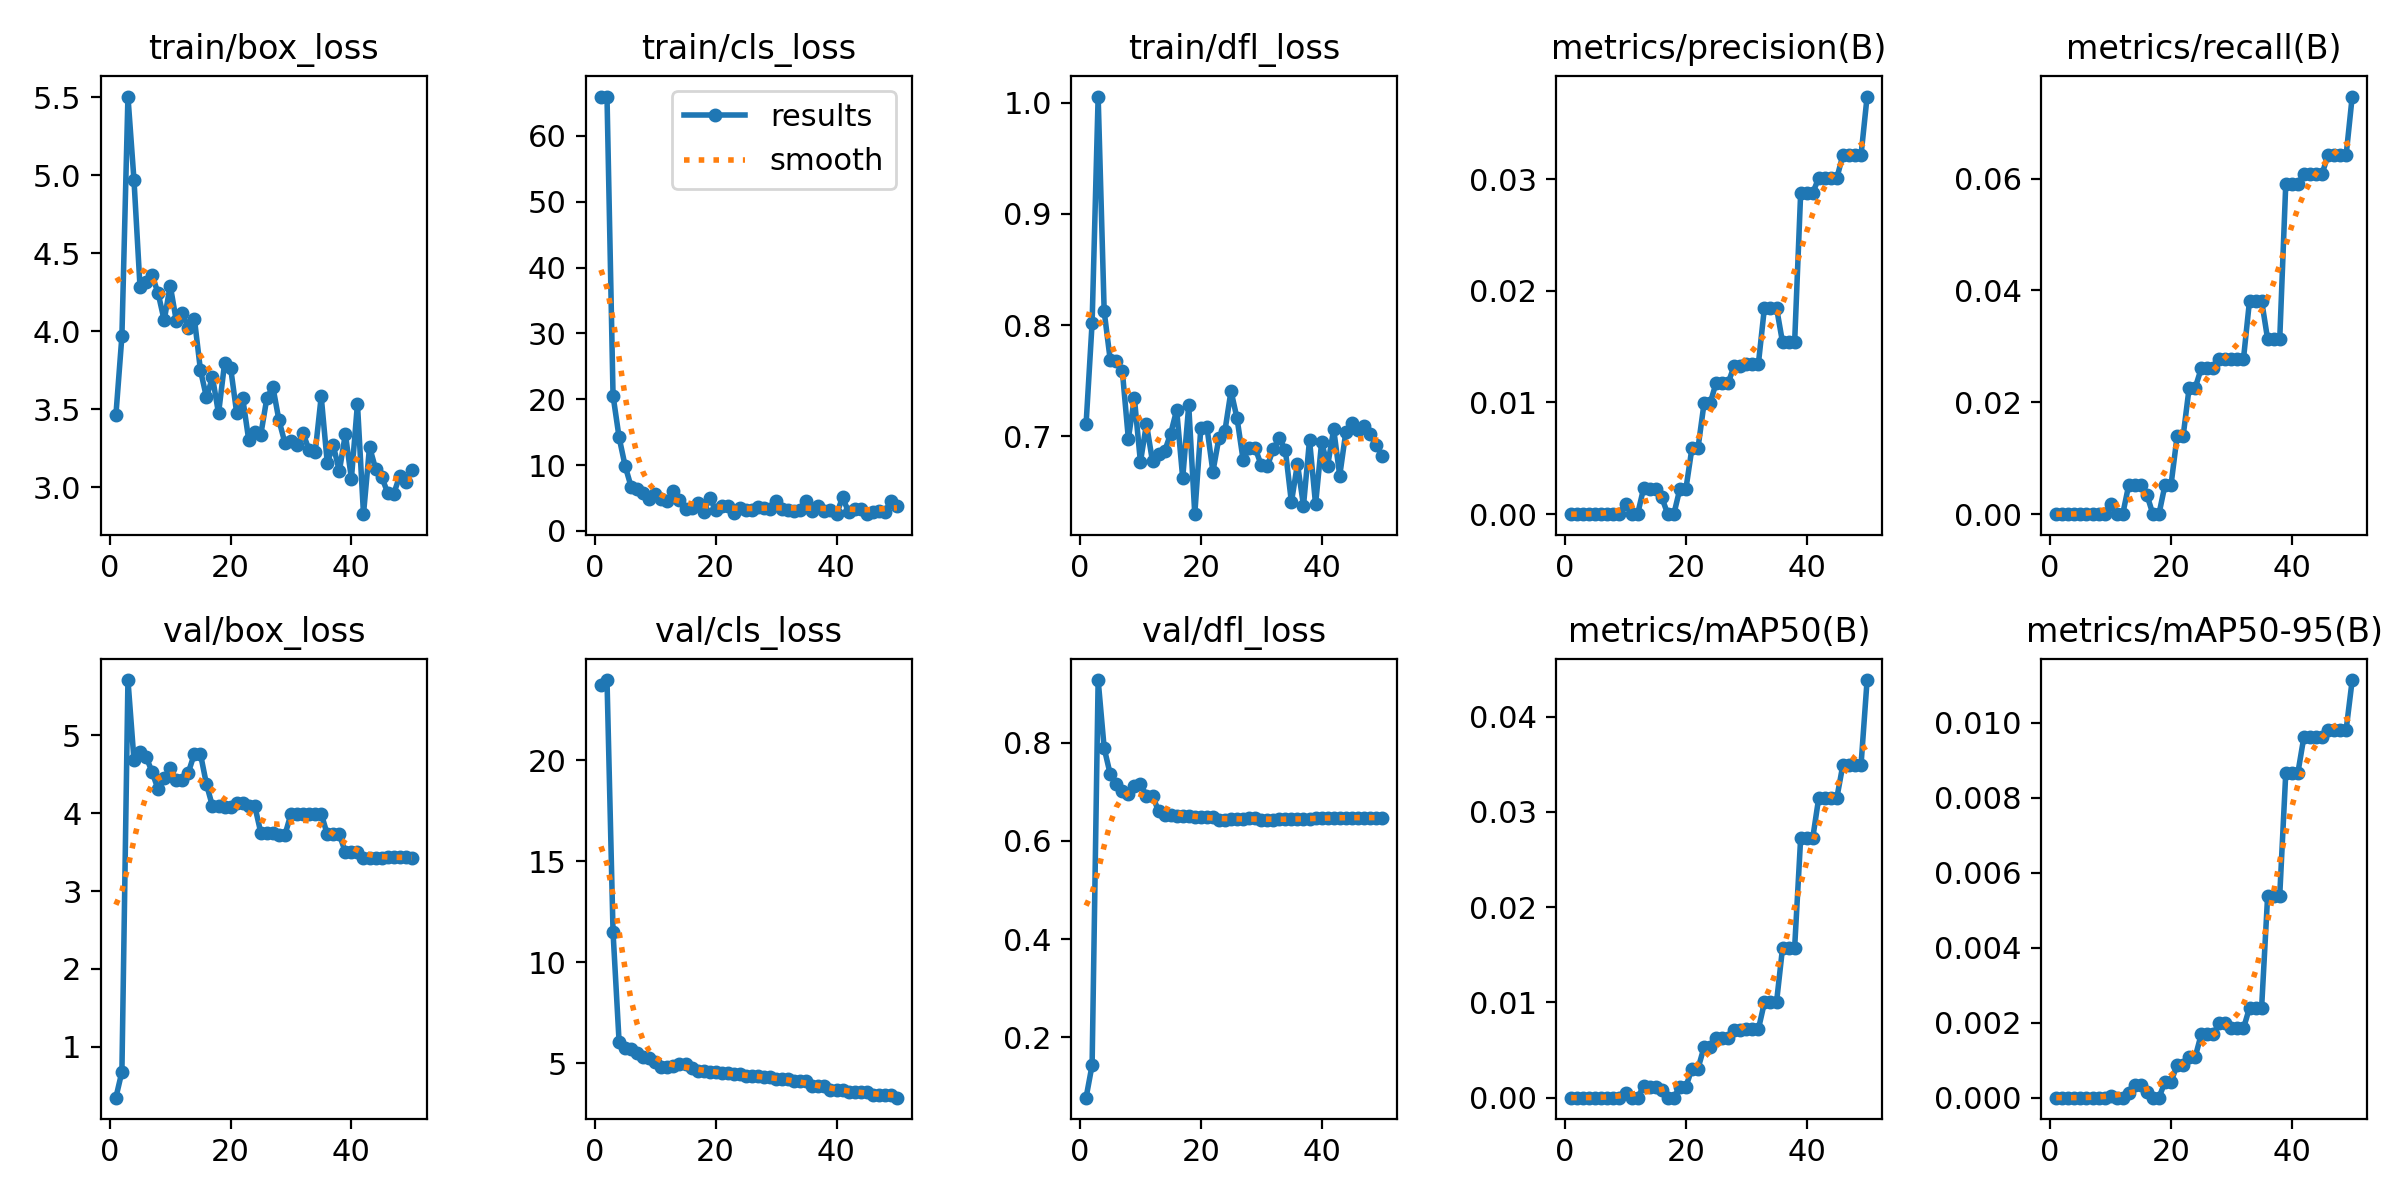 train/box_loss
train/cls_loss
train/dfl_loss
metrics/precision(B)
metrics/recall(B)
5.5
5.0
4.5
4.0
3.5
3.0
0 20 40
results
smooth
60
50
40
30
20
10
0
0 20 40
1.0
0.9
0.8
0.7
0 20 40
0.03
0.02
0.01
0.00
0 20 40
0.06
0.04
0.02
0.00
0 20 40
val/box_loss
val/cls_loss
val/dfl_loss
metrics/mAP50(B)
metrics/mAP50-95(B)
5
4
3
2
1
0 20 40
20
15
10
5
0 20 40
0.8
0.6
0.4
0.2
0 20 40
0.04
0.03
0.02
0.01
0.00
0 20 40
0.010
0.008
0.006
0.004
0.002
0.000
0 20 40